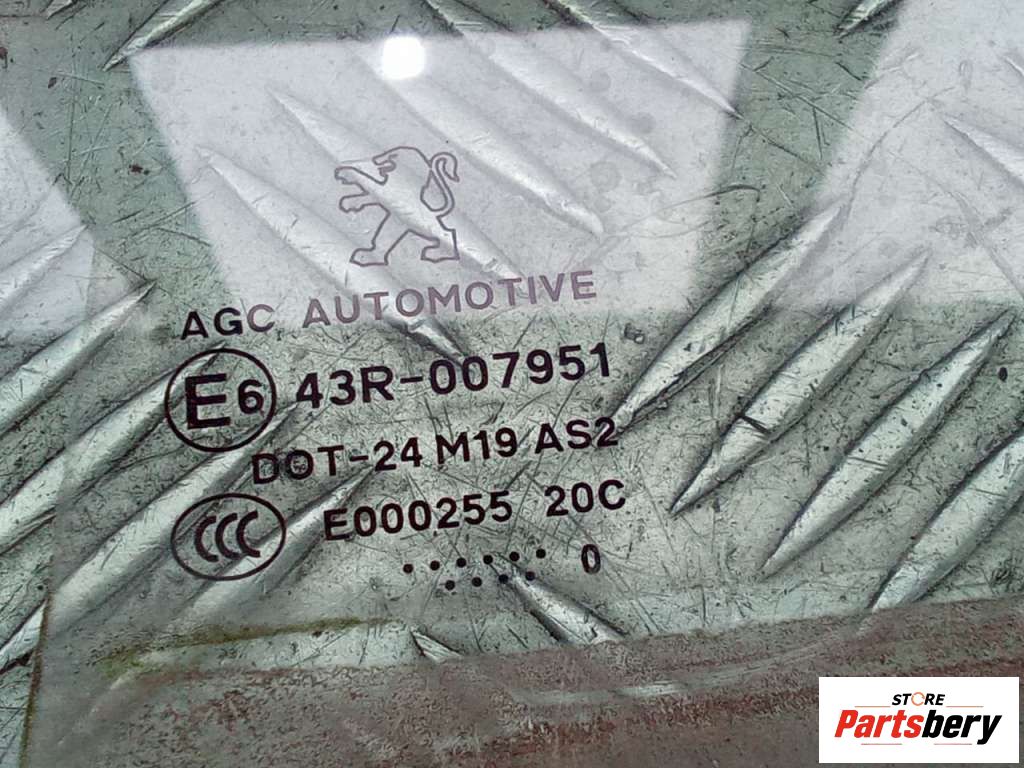 AGC AUTOMOTIVE
E6 43R-007951
DOT-24 M19 AS2
CCC E000255 20C
0
STORE
Partsbery